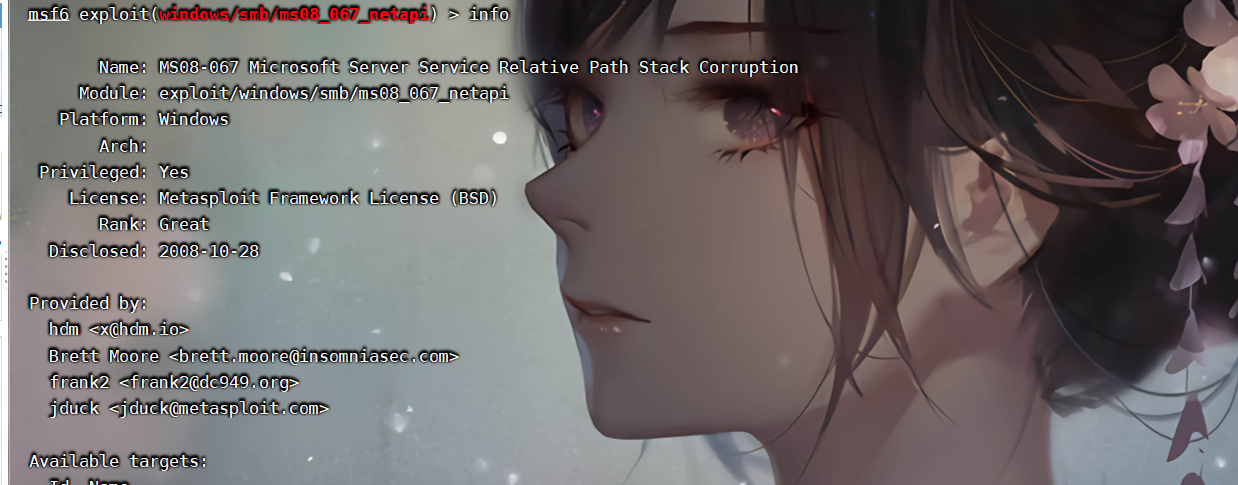 msf6 exploit(windows/smb/ms08_067_netapi) > info
Name: MS08-067 Microsoft Server Service Relative Path Stack Corruption
Module: exploit/windows/smb/ms08_067_netapi
Platform: Windows
Arch:
Privileged: Yes
License: Metasploit Framework License (BSD)
Rank: Great
Disclosed: 2008-10-28
Provided by:
hdm <x@hdm.io>
Brett Moore <brett.moore@insomniasec.com>
frank2 <frank2@dc949.org>
jduck <jduck@metasploit.com>
Available targets:
Id Name